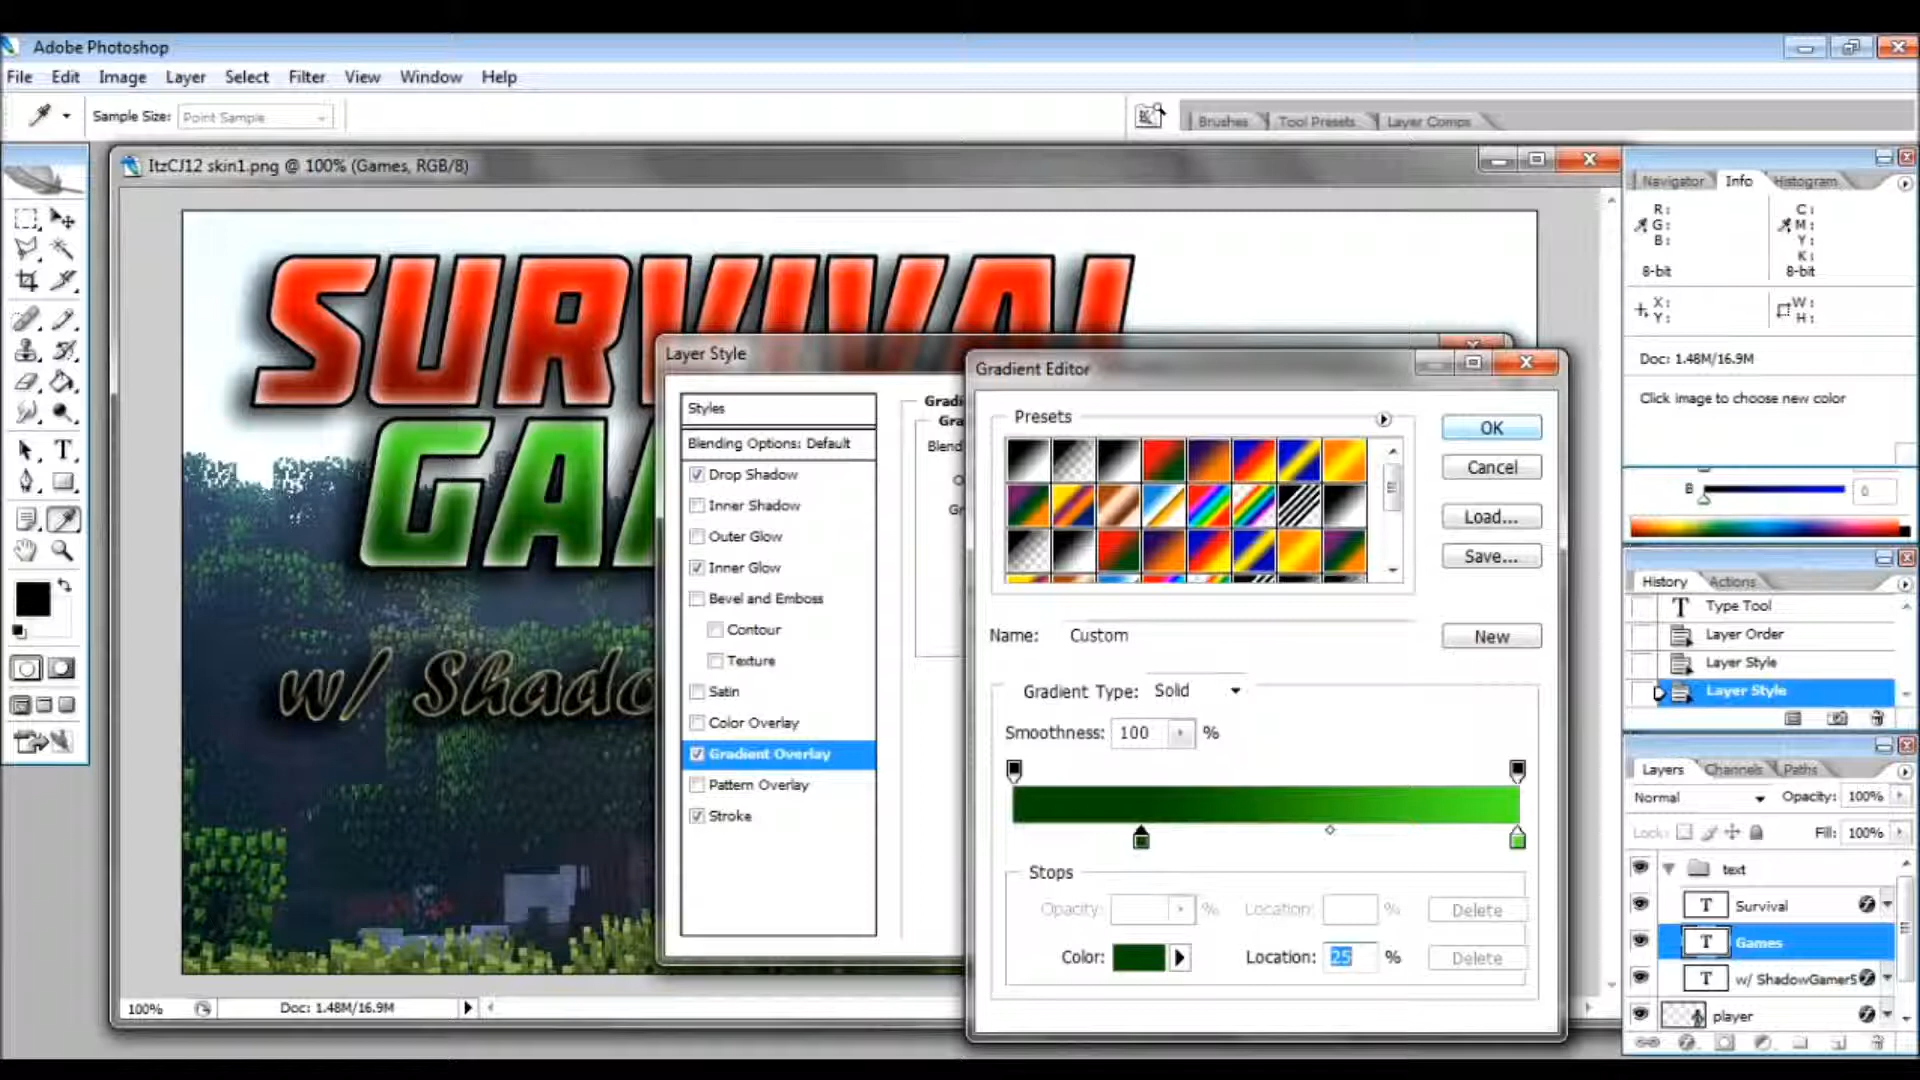 Adobe Photoshop
File Edit Image Layer Select Filter View Window Help
Sample Size: Point Sample
Brushes Tool Presets Layer Comps
ItzCJ12 skin1.png @ 100% (Games, RGB/8)
Navigator Info Histogram
R: C:
G: M:
B: Y:
K:
8-bit 8-bit
X: W:
Y: H:
Doc: 1.48M/16.9M
Click image to choose new color
SURVIVAL
Layer Style
Gradient Editor
Styles
Presets
OK
Blending Options: Default
Cancel
Drop Shadow
Inner Shadow
Load...
Outer Glow
Save...
Inner Glow
Bevel and Emboss
Contour
Texture
Satin
Color Overlay
Gradient Overlay
Pattern Overlay
Stroke
Name: Custom
New
Gradient Type: Solid
Smoothness: 100 %
Stops
Opacity: % Location: % Delete
Color: Location: 25 % Delete
B 0
History Actions
T Type Tool
Layer Order
Layer Style
Layer Style
Layers Channels Paths
Normal Opacity: 100%
Lock: Fill: 100%
text
T Survival
T Games
T w/ ShadowGamerS
player
w/
100% Doc: 1.48M/16.9M